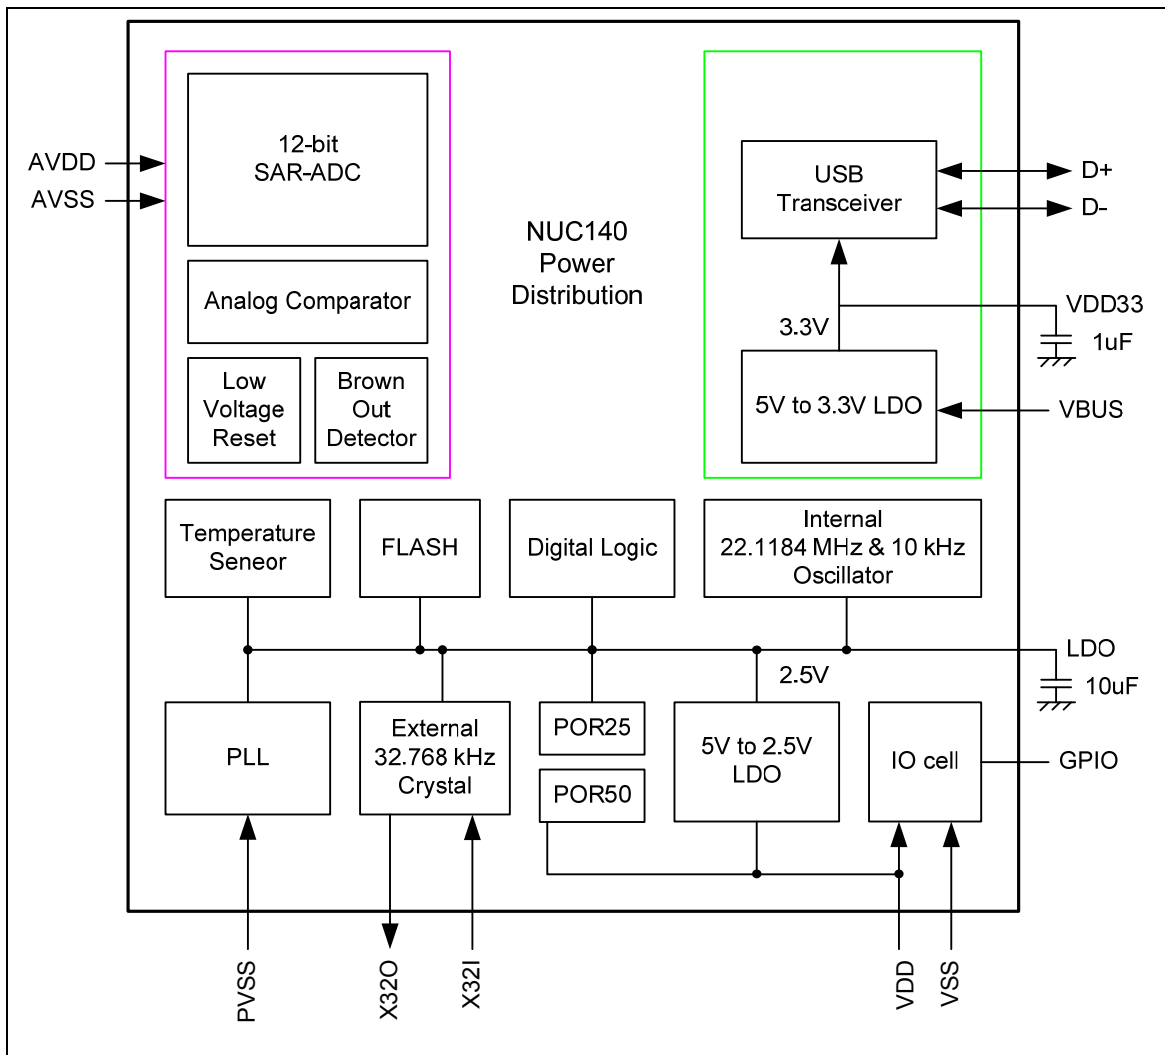 12-bit
SAR-ADC
AVDD
AVSS
Analog Comparator
Low
Voltage
Reset
Brown
Out
Detector
NUC140
Power
Distribution
USB
Transceiver
D+
D-
3.3V
VDD33
1uF
5V to 3.3V LDO
VBUS
Temperature
Seneor
FLASH
Digital Logic
Internal
22.1184 MHz & 10 kHz
Oscillator
2.5V
LDO
10uF
PLL
External
32.768 kHz
Crystal
POR25
POR50
5V to 2.5V
LDO
IO cell
GPIO
PVSS
X32O
X32I
VDD
VSS